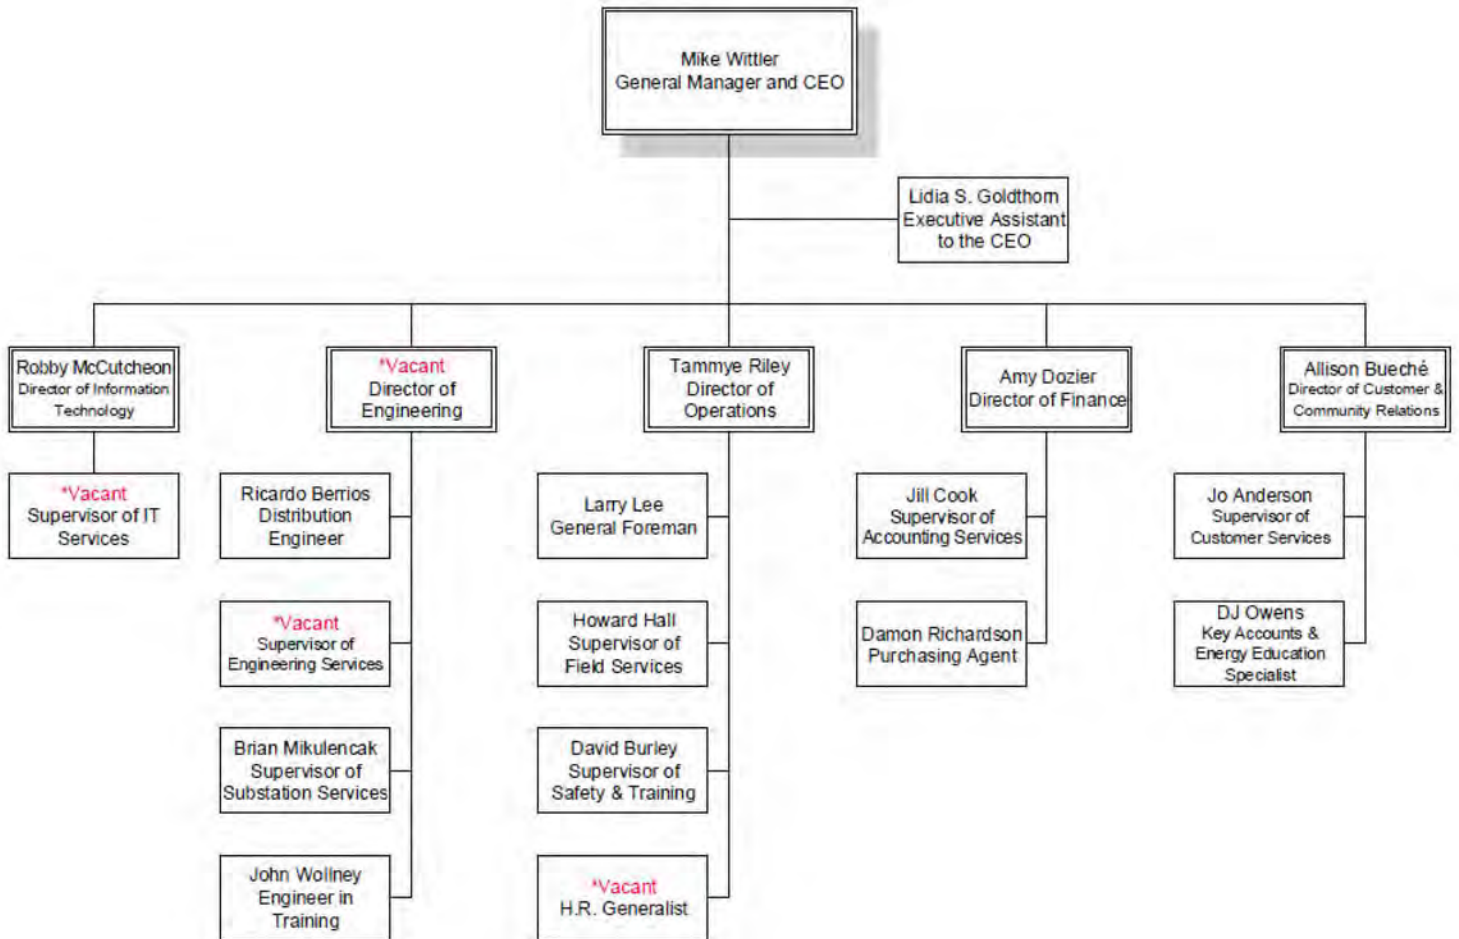 Mike Wittler
General Manager and CEO
Lidia S. Goldthorn
Executive Assistant
to the CEO
Robby McCutcheon
Director of Information
Technology
*Vacant
Director of
Engineering
Tammye Riley
Director of
Operations
Amy Dozier
Director of Finance
Allison Bueché
Director of Customer &
Community Relations
*Vacant
Supervisor of IT
Services
Ricardo Berrios
Distribution
Engineer
Larry Lee
General Foreman
Jill Cook
Supervisor of
Accounting Services
Jo Anderson
Supervisor of
Customer Services
*Vacant
Supervisor of
Engineering Services
Howard Hall
Supervisor of
Field Services
Damon Richardson
Purchasing Agent
DJ Owens
Key Accounts &
Energy Education
Specialist
Brian Mikulencak
Supervisor of
Substation Services
David Burley
Supervisor of
Safety & Training
John Wollney
Engineer in
Training
*Vacant
H.R. Generalist